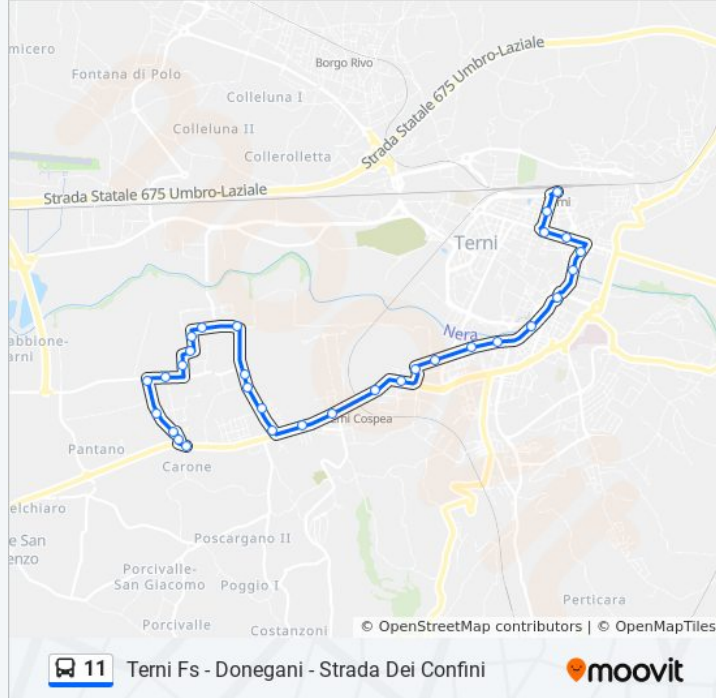 micero
Borgo Rivo
Fontana di Polo
Colleluna I
Colleluna II
Collerolletta
Strada Statale 675 Umbro-Laziale
Strada Statale 675 Umbro-Laziale
Terni
Nera
abbione-
arni
Cospea
Pantano
Carone
elchiaro
e San
enzo
Poscargano II
Porcivalle-
San Giacomo
Poggio I
Perticara
Porcivalle
Costanzoni
© OpenStreetMap contributors | © OpenMapTiles
11 Terni Fs - Donegani - Strada Dei Confini
moovit